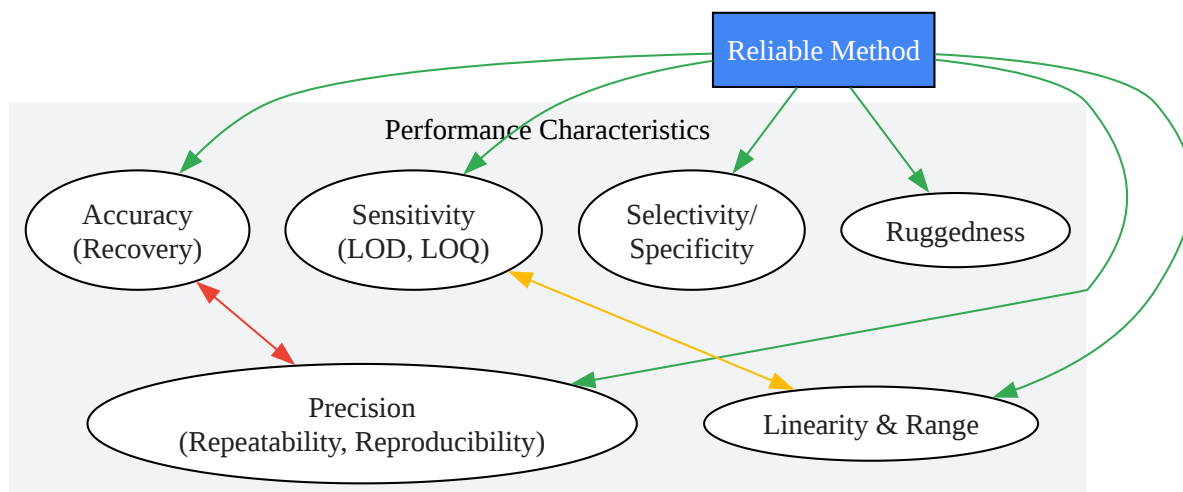 Reliable Method
Performance Characteristics
Accuracy
(Recovery)
Sensitivity
(LOD, LOQ)
Selectivity/
Specificity
Ruggedness
Precision
(Repeatability, Reproducibility)
Linearity & Range